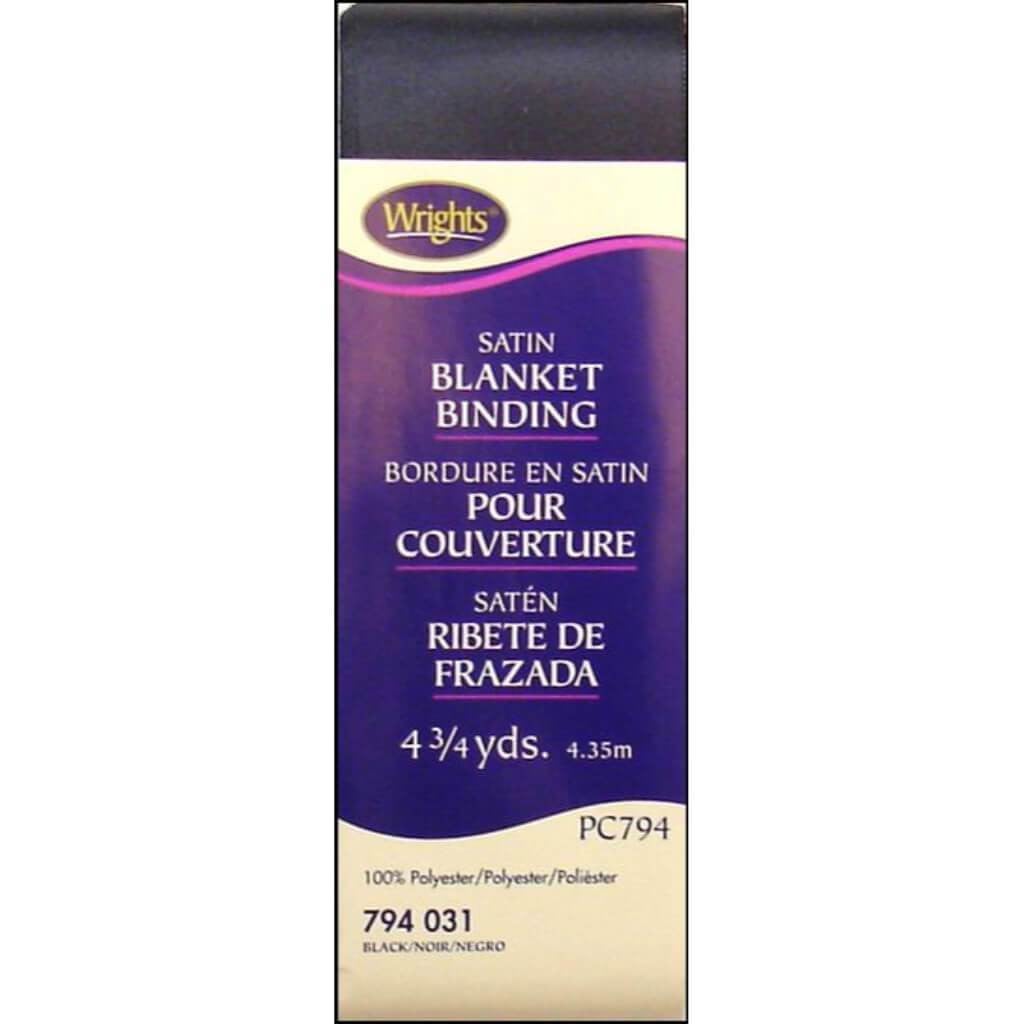 Wrights®
SATIN
BLANKET
BINDING
BORDURE EN SATIN
POUR
COUVERTURE
SATÉN
RIBETE DE
FRAZADA
4 3/4 yds. 4.35m
PC794
100% Polyester/Polyester/Poliéster
794 031
BLACK/NOIR/NEGRO